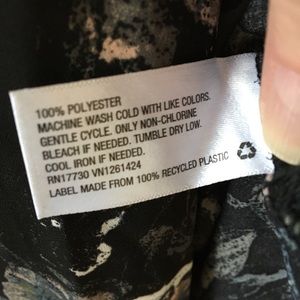 100% POLYESTER
MACHINE WASH COLD WITH LIKE COLORS.
GENTLE CYCLE. ONLY NON-CHLORINE
BLEACH IF NEEDED. TUMBLE DRY LOW.
COOL IRON IF NEEDED.
RN17730 VN1261424
LABEL MADE FROM 100% RECYCLED PLASTIC